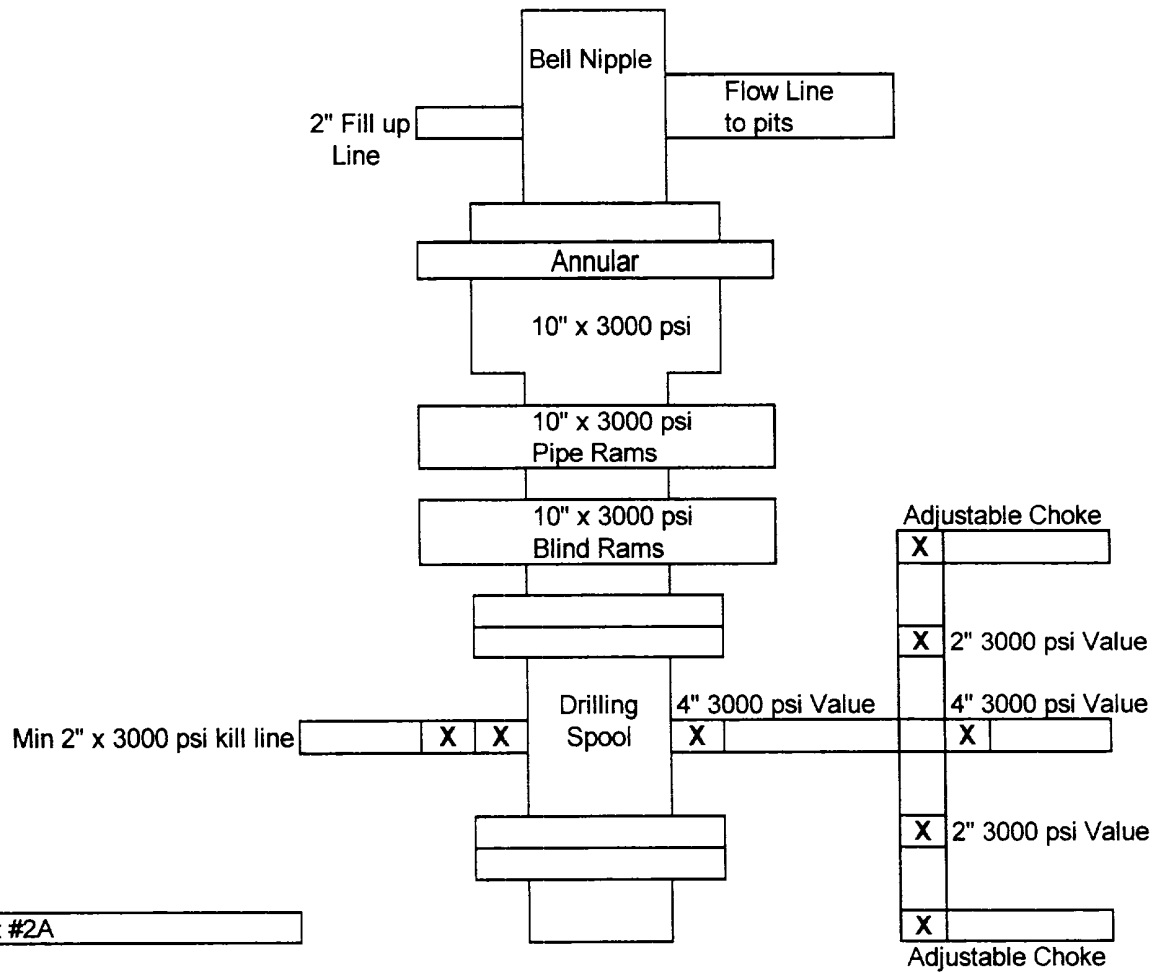 Bell Nipple
Flow Line
to pits
2" Fill up
Line
Annular
10" x 3000 psi
10" x 3000 psi
Pipe Rams
10" x 3000 psi
Blind Rams
Adjustable Choke
X
X 2" 3000 psi Value
Drilling
Spool
4" 3000 psi Value
4" 3000 psi Value
Min 2" x 3000 psi kill line
X X
X
X
X 2" 3000 psi Value
X
Adjustable Choke
#2A